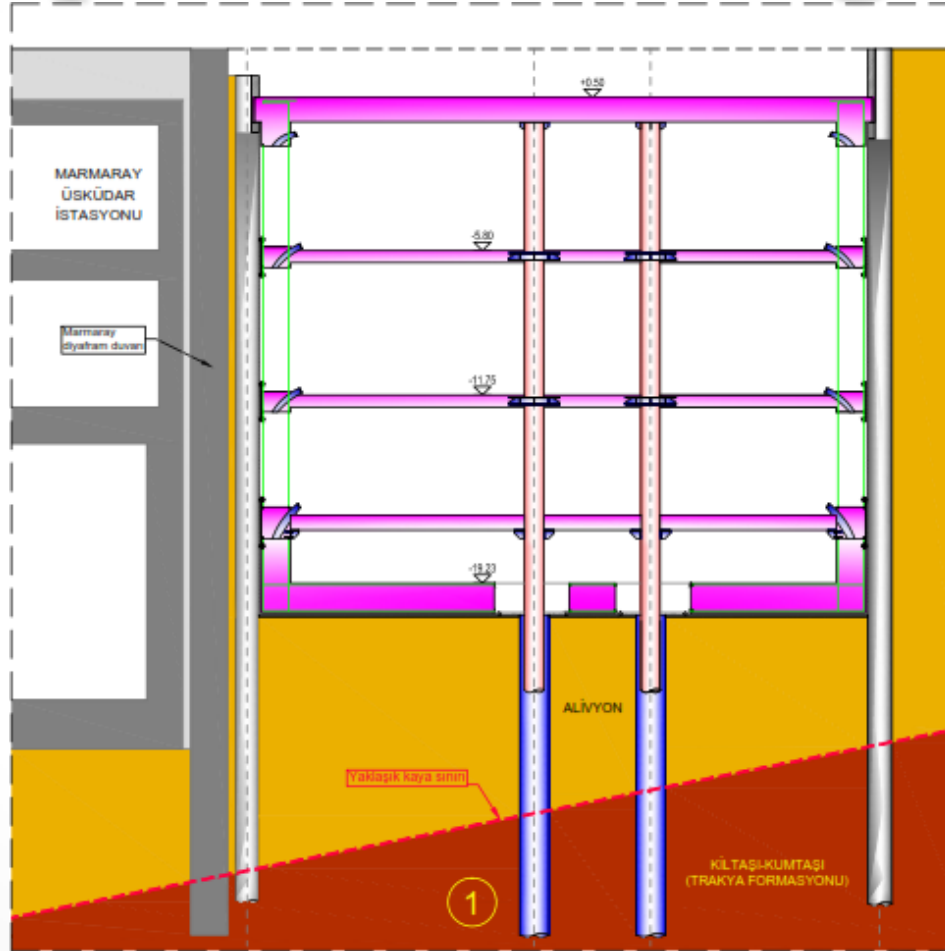 +0.50
MARMARAY
ÜSKÜDAR
İSTASYONU
-5.80
Marmaray
diyafram duvarı
-11.75
-19.23
ALİVYON
Yaklaşık kaya sınırı
KİLTAŞI-KUMTAŞI
(TRAKYA FORMASYONU)
1